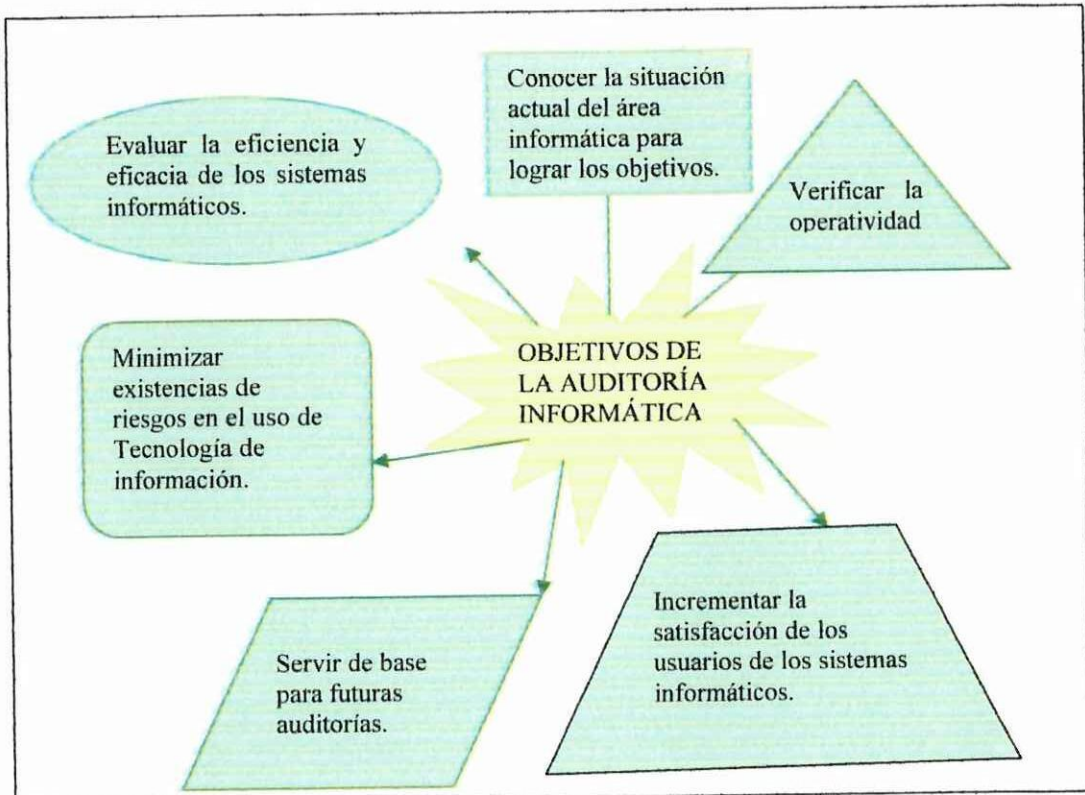 Conocer la situación
actual del área
informática para
lograr los objetivos.
Evaluar la eficiencia y
eficacia de los sistemas
informáticos.
Verificar la
operatividad
OBJETIVOS DE
LA AUDITORÍA
INFORMÁTICA
Minimizar
existencias de
riesgos en el uso de
Tecnología de
información.
Incrementar la
satisfacción de los
usuarios de los sistemas
informáticos.
Servir de base
para futuras
auditorías.